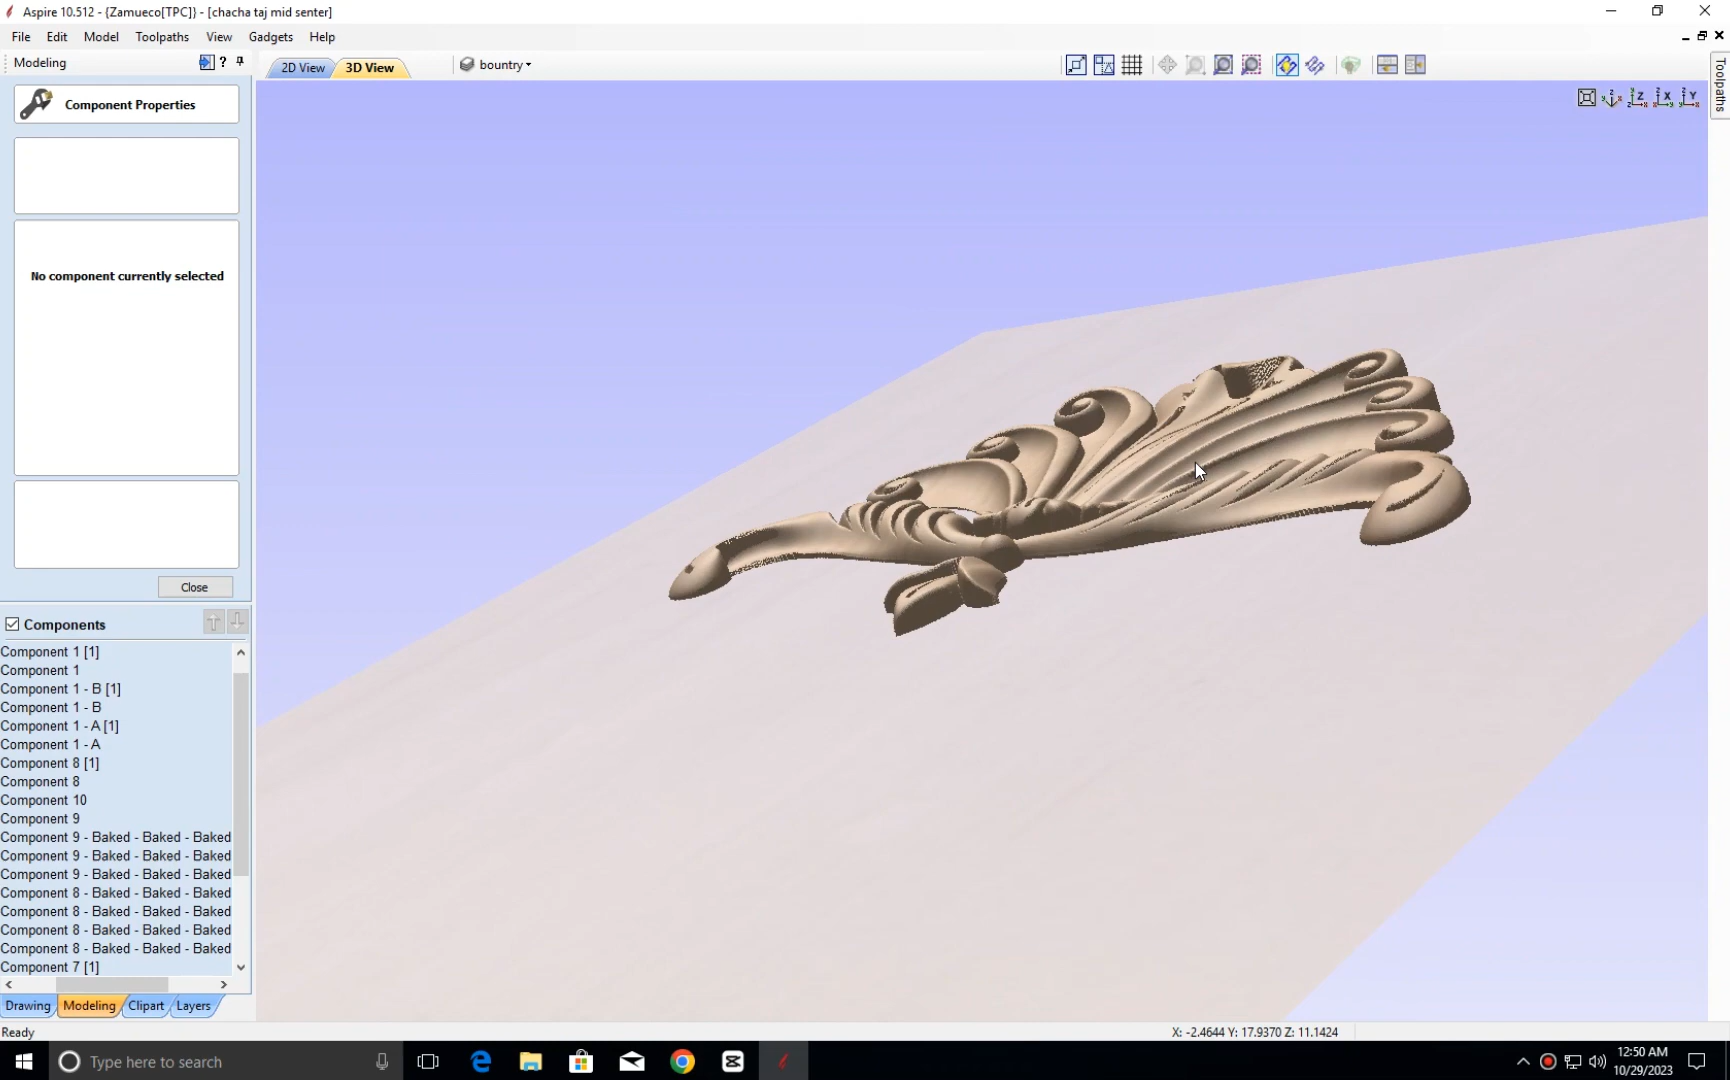 Aspire 10.512 - {Zamueco[TPC]} - [chacha taj mid senter]
File Edit Model Toolpaths View Gadgets Help
Modeling
?
2D View
3D View
bountry
Toolpaths
Component Properties
No component currently selected
Close
Components
Component 1 [1]
Component 1
Component 1 - B [1]
Component 1 - B
Component 1 - A [1]
Component 1 - A
Component 8 [1]
Component 8
Component 10
Component 9
Component 9 - Baked - Baked - Baked
Component 9 - Baked - Baked - Baked
Component 9 - Baked - Baked - Baked
Component 8 - Baked - Baked - Baked
Component 8 - Baked - Baked - Baked
Component 8 - Baked - Baked - Baked
Component 8 - Baked - Baked - Baked
Component 7 [1]
Drawing Modeling Clipart Layers
Ready
X: -2.4644 Y: 17.9370 Z: 11.1424
Type here to search
12:50 AM
10/29/2023